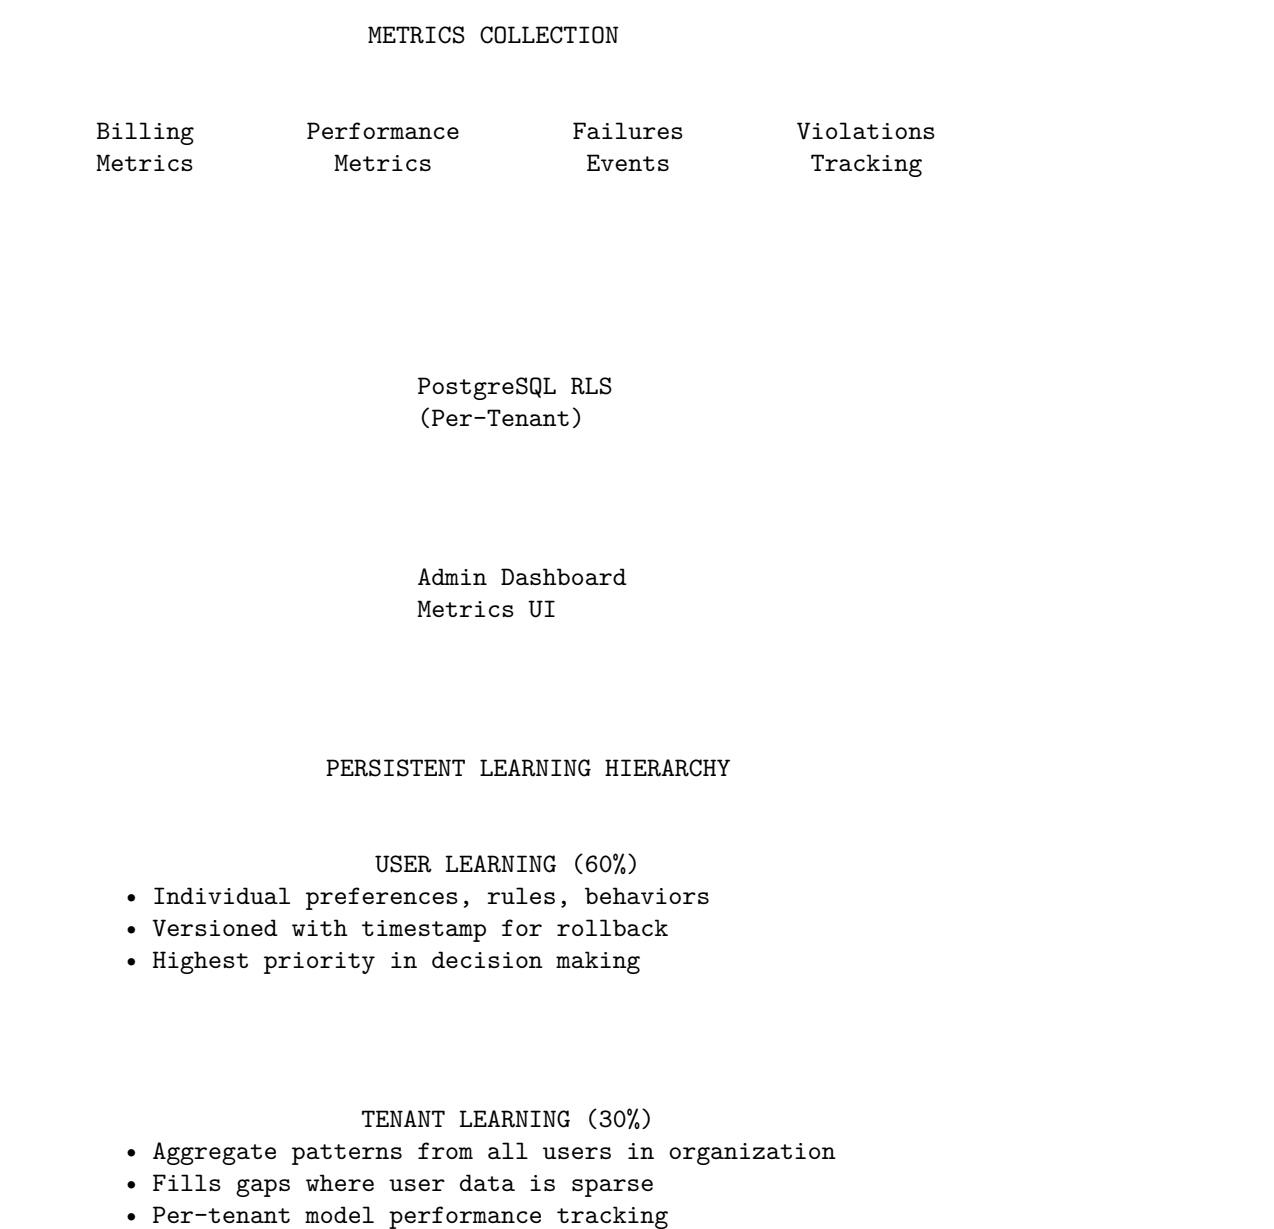 METRICS COLLECTION
Billing Performance Failures Violations
Metrics Metrics Events Tracking
PostgreSQL RLS
(Per-Tenant)
Admin Dashboard
Metrics UI
PERSISTENT LEARNING HIERARCHY
USER LEARNING (60%)
• Individual preferences, rules, behaviors
• Versioned with timestamp for rollback
• Highest priority in decision making
TENANT LEARNING (30%)
• Aggregate patterns from all users in organization
• Fills gaps where user data is sparse
• Per-tenant model performance tracking